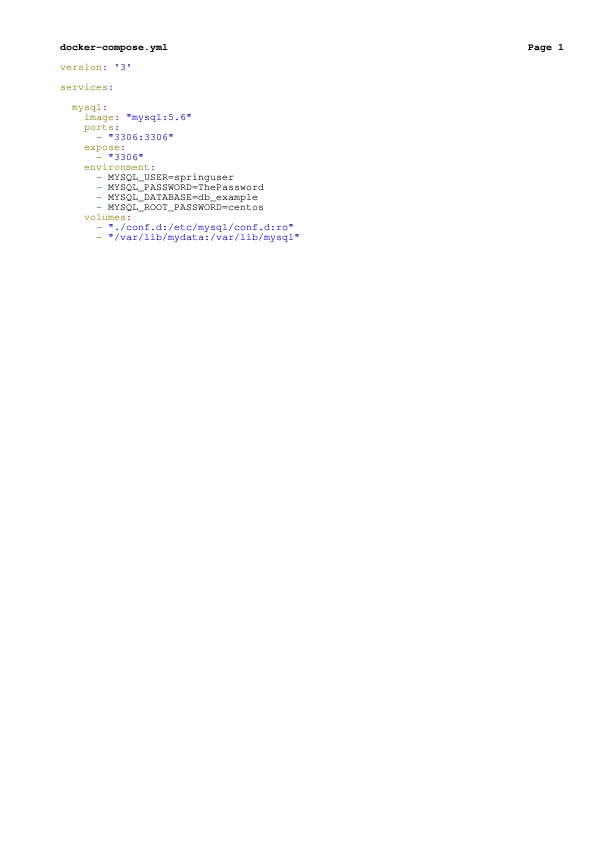 docker-compose.yml Page 1
version: '3'
services:
  mysql:
    image: "mysql:5.6"
    ports:
      - "3306:3306"
    expose:
      - "3306"
    environment:
      - MYSQL_USER=springuser
      - MYSQL_PASSWORD=ThePassword
      - MYSQL_DATABASE=db_example
      - MYSQL_ROOT_PASSWORD=centos
    volumes:
      - "./conf.d:/etc/mysql/conf.d:ro"
      - "/var/lib/mydata:/var/lib/mysql"